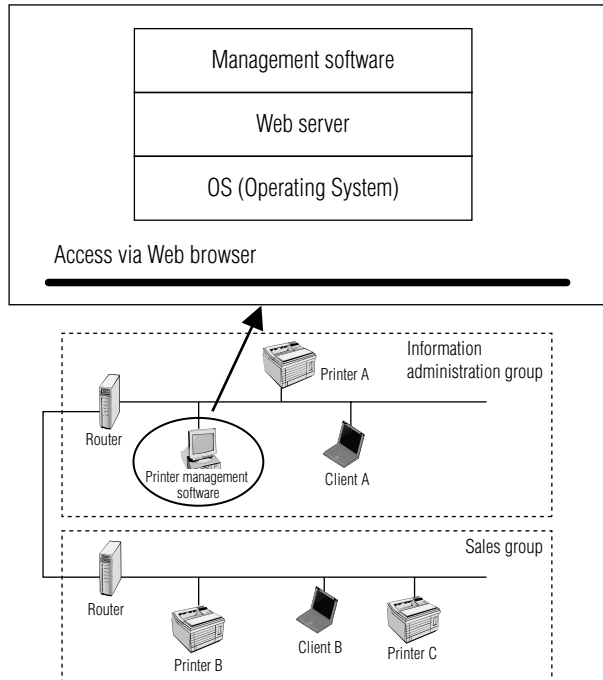 Management software
Web server
OS (Operating System)
Access via Web browser
Information
administration group
Printer A
Router
Printer management
software
Client A
Sales group
Router
Printer B
Client B
Printer C